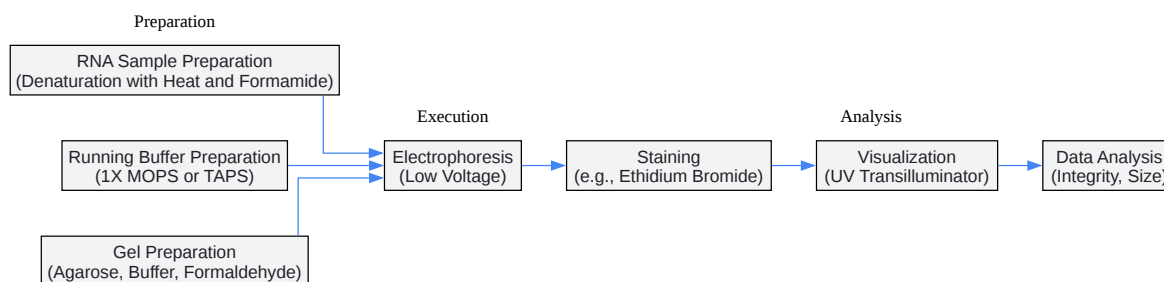 Preparation
RNA Sample Preparation
(Denaturation with Heat and Formamide)
Execution
Analysis
Running Buffer Preparation
(1X MOPS or TAPS)
Electrophoresis
(Low Voltage)
Staining
(e.g., Ethidium Bromide)
Visualization
(UV Transilluminator)
Data Analysis
(Integrity, Size)
Gel Preparation
(Agarose, Buffer, Formaldehyde)